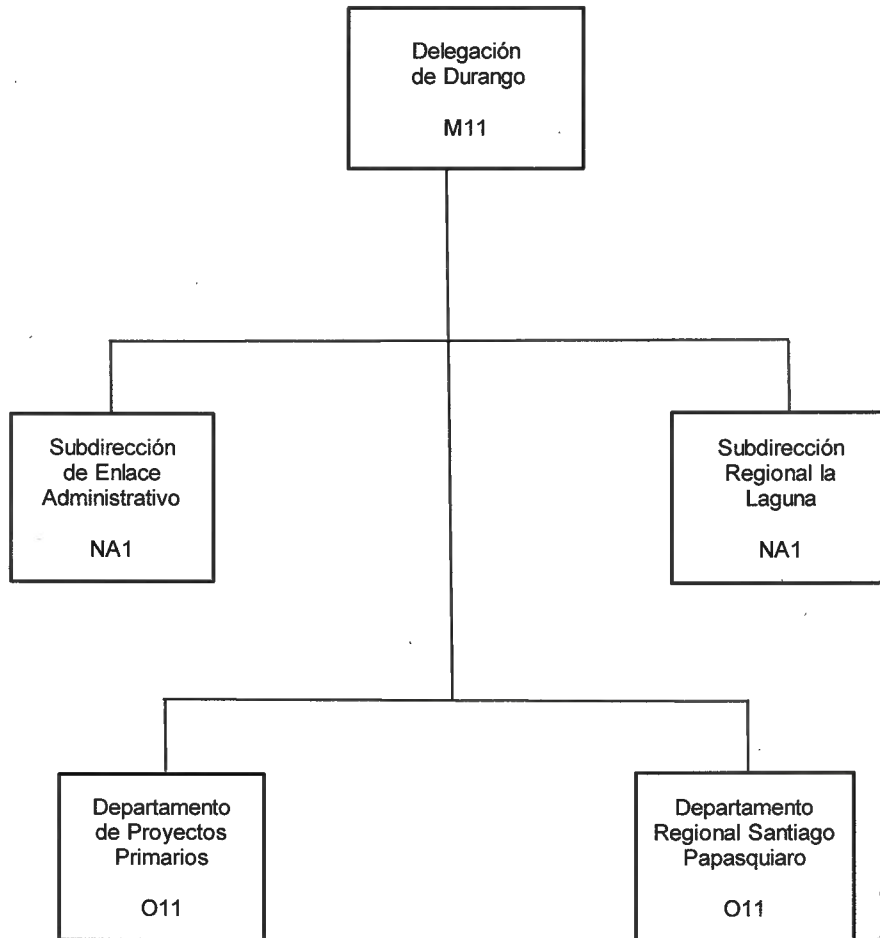 Delegación
de Durango
M11
Subdirección
de Enlace
Administrativo
NA1
Subdirección
Regional la
Laguna
NA1
Departamento
de Proyectos
Primarios
O11
Departamento
Regional Santiago
Papasquiaro
O11